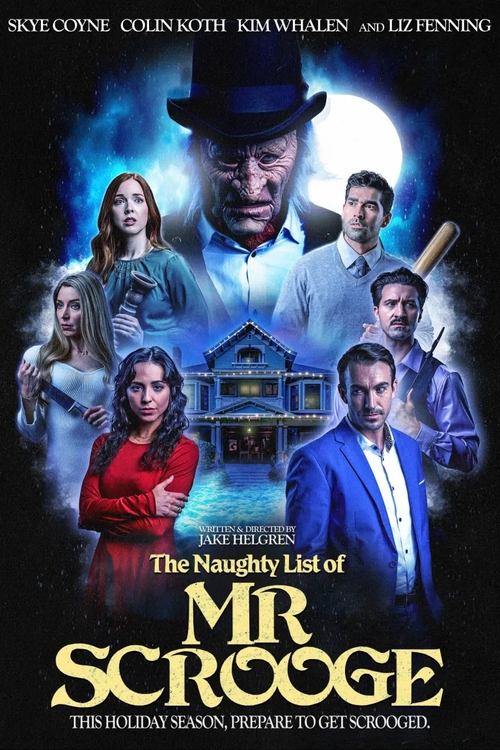 SKYE COYNE COLIN KOTH KIM WHALEN AND LIZ FENNING
WRITTEN & DIRECTED BY
JAKE HELGREN
The Naughty List of
MR
SCROOGE
THIS HOLIDAY SEASON, PREPARE TO GET SCROOGED.